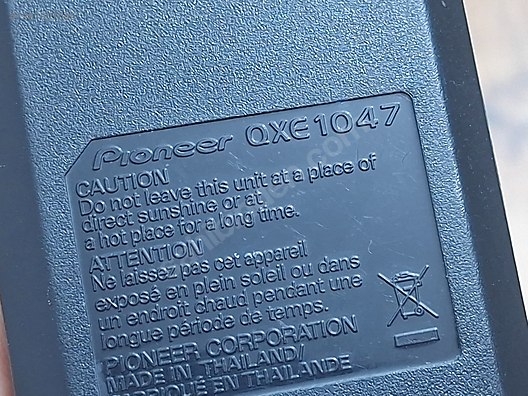 Pioneer QXE1047
CAUTION
Do not leave this unit at a place of
direct sunshine or at
a hot place for a long time.
ATTENTION
Ne laissez pas cet appareil
exposé en plein soleil ou dans
un endroit chaud pendant une
longue période de temps.
PIONEER CORPORATION
MADE IN THAILAND/
FABRIQUÉ EN THAILANDE